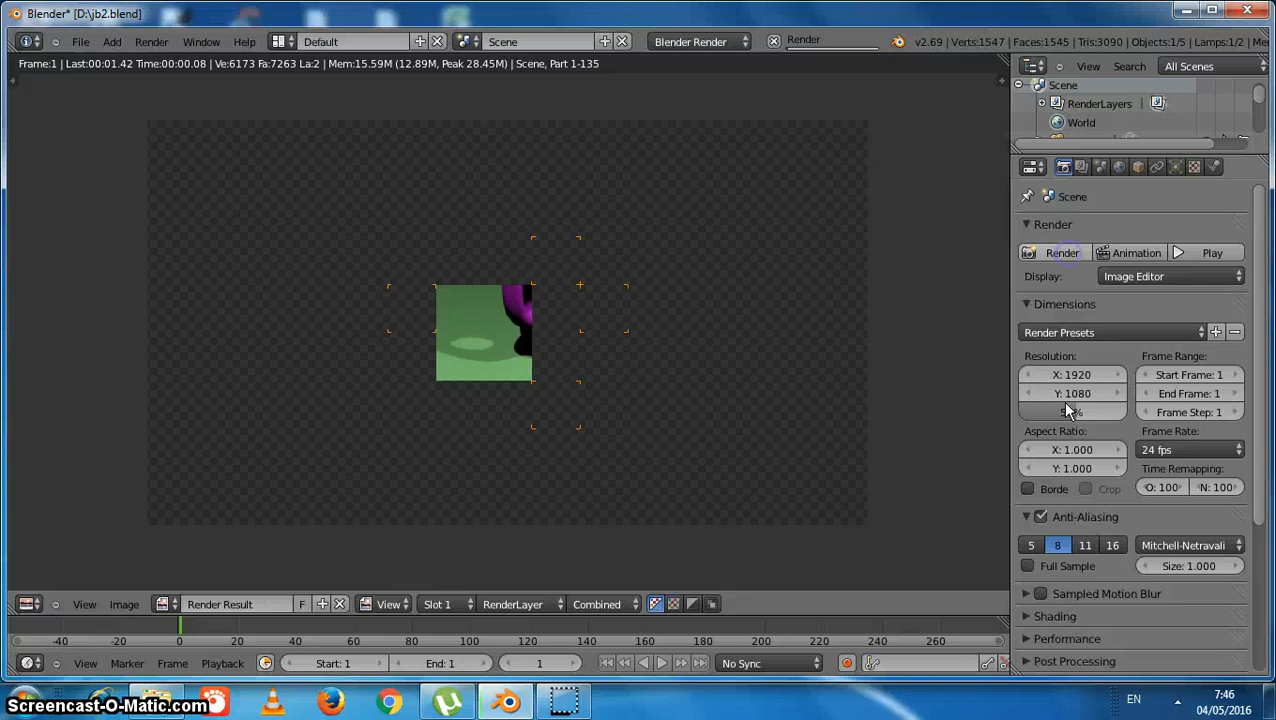 Blender* [D:\jb2.blend]
File Add Render Window Help Default Scene Blender Render Render v2.69 | Verts:1547 | Faces:1545 | Tris:3090 | Objects:1/5 | Lamps:1/2 | Me
Frame:1 | Last:00:01.42 Time:00:00.08 | Ve:6173 Fa:7263 La:2 | Mem:15.59M (12.89M, Peak 28.45M) | Scene, Part 1-135
View Search All Scenes
Scene
RenderLayers
World
Scene
Render
Render Animation Play
Display: Image Editor
Dimensions
Render Presets
Resolution: Frame Range:
X: 1920 Start Frame: 1
Y: 1080 End Frame: 1
Frame Step: 1
Aspect Ratio: Frame Rate:
X: 1.000 24 fps
Y: 1.000 Time Remapping:
Borde Crop O: 100 N: 100
Anti-Aliasing
5 8 11 16 Mitchell-Netravali
Full Sample Size: 1.000
Sampled Motion Blur
Shading
Performance
Post Processing
View Image Render Result F View Slot 1 RenderLayer Combined
-40 -20 0 20 40 60 80 100 120 140 160 180 200 220 240 260
View Marker Frame Playback Start: 1 End: 1 1 No Sync
Screencast-O-Matic.com
EN
7:46
04/05/2016